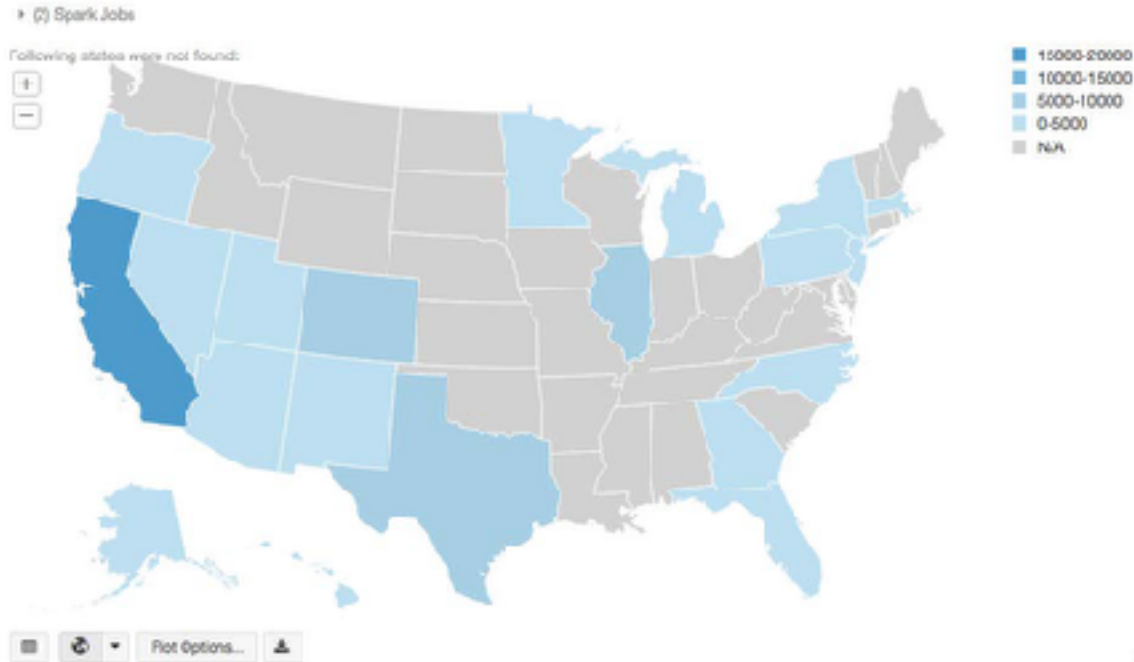 (2) Spark Jobs
Following states were not found:
+
−
15000-20000
10000-15000
5000-10000
0-5000
N/A
Plot Options...